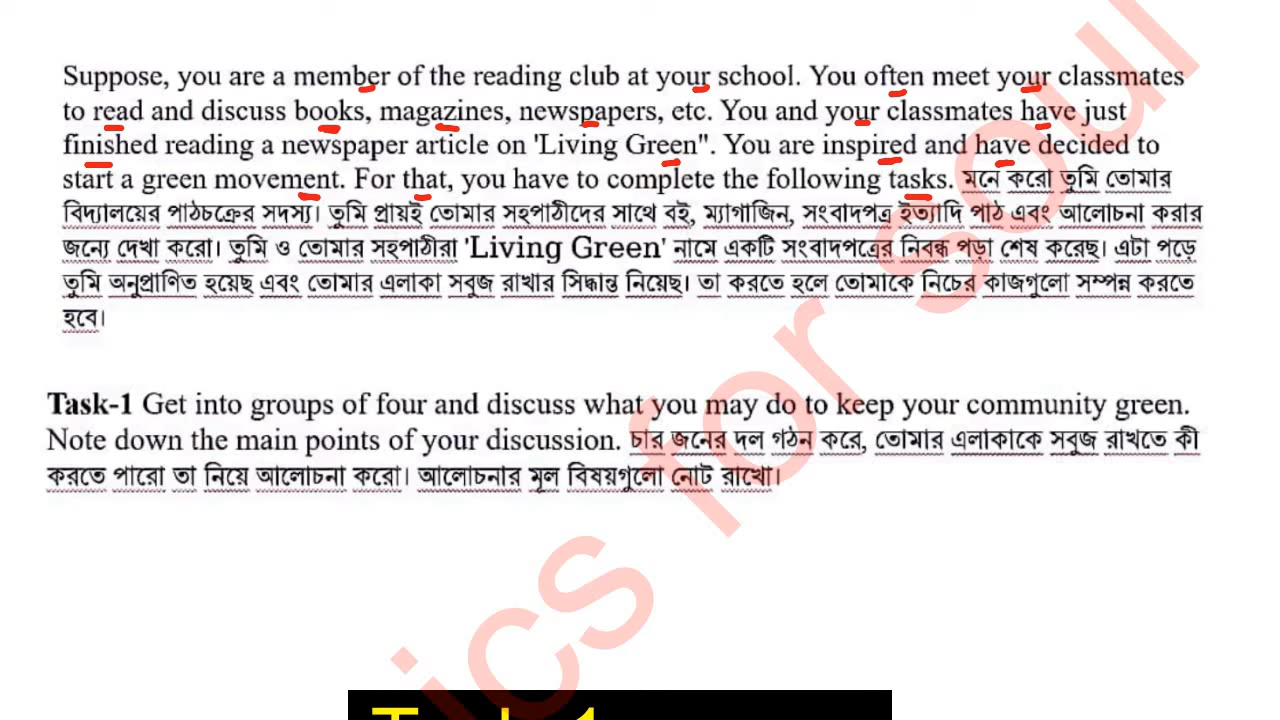 Suppose, you are a member of the reading club at your school. You often meet your classmates
to read and discuss books, magazines, newspapers, etc. You and your classmates have just
finished reading a newspaper article on 'Living Green". You are inspired and have decided to
start a green movement. For that, you have to complete the following tasks. মনে করো তুমি তোমার
বিদ্যালয়ের পাঠচক্রের সদস্য। তুমি প্রায়ই তোমার সহপাঠীদের সাথে বই, ম্যাগাজিন, সংবাদপত্র ইত্যাদি পাঠ এবং আলোচনা করার
জন্যে দেখা করো। তুমি ও তোমার সহপাঠীরা 'Living Green' নামে একটি সংবাদপত্রের নিবন্ধ পড়া শেষ করেছ। এটা পড়ে
তুমি অনুপ্রাণিত হয়েছ এবং তোমার এলাকা সবুজ রাখার সিদ্ধান্ত নিয়েছ। তা করতে হলে তোমাকে নিচের কাজগুলো সম্পন্ন করতে
হবে।
Task-1 Get into groups of four and discuss what you may do to keep your community green.
Note down the main points of your discussion. চার জনের দল গঠন করে, তোমার এলাকাকে সবুজ রাখতে কী
করতে পারো তা নিয়ে আলোচনা করো। আলোচনার মূল বিষয়গুলো নোট রাখো।
ics for soul